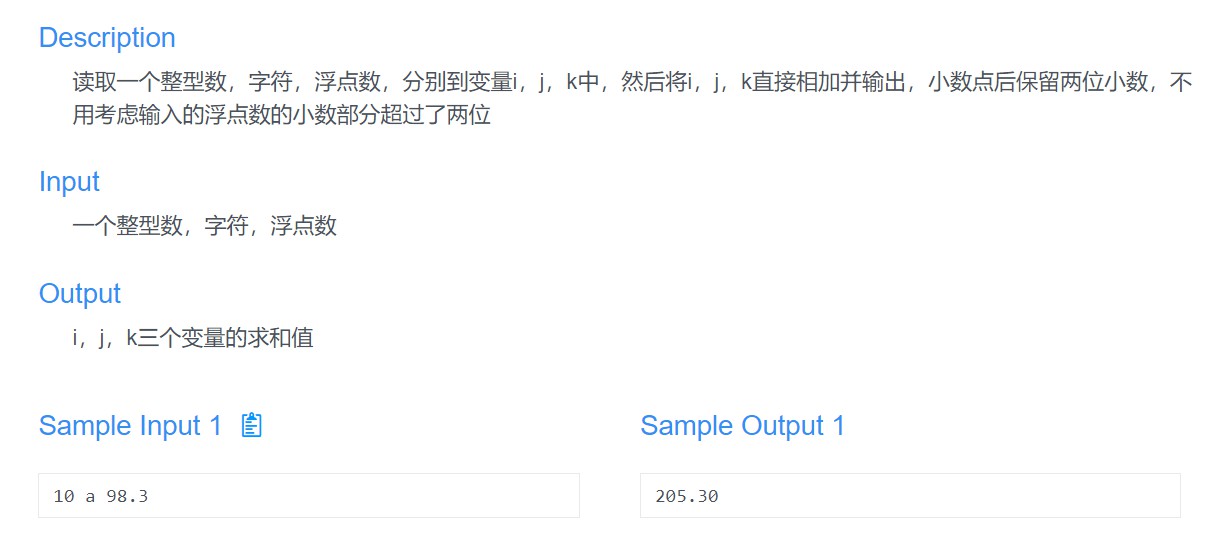 Description
读取一个整型数，字符，浮点数，分别到变量i，j，k中，然后将i，j，k直接相加并输出，小数点后保留两位小数，不
用考虑输入的浮点数的小数部分超过了两位
Input
一个整型数，字符，浮点数
Output
i，j，k三个变量的求和值
Sample Input 1
10 a 98.3
Sample Output 1
205.30